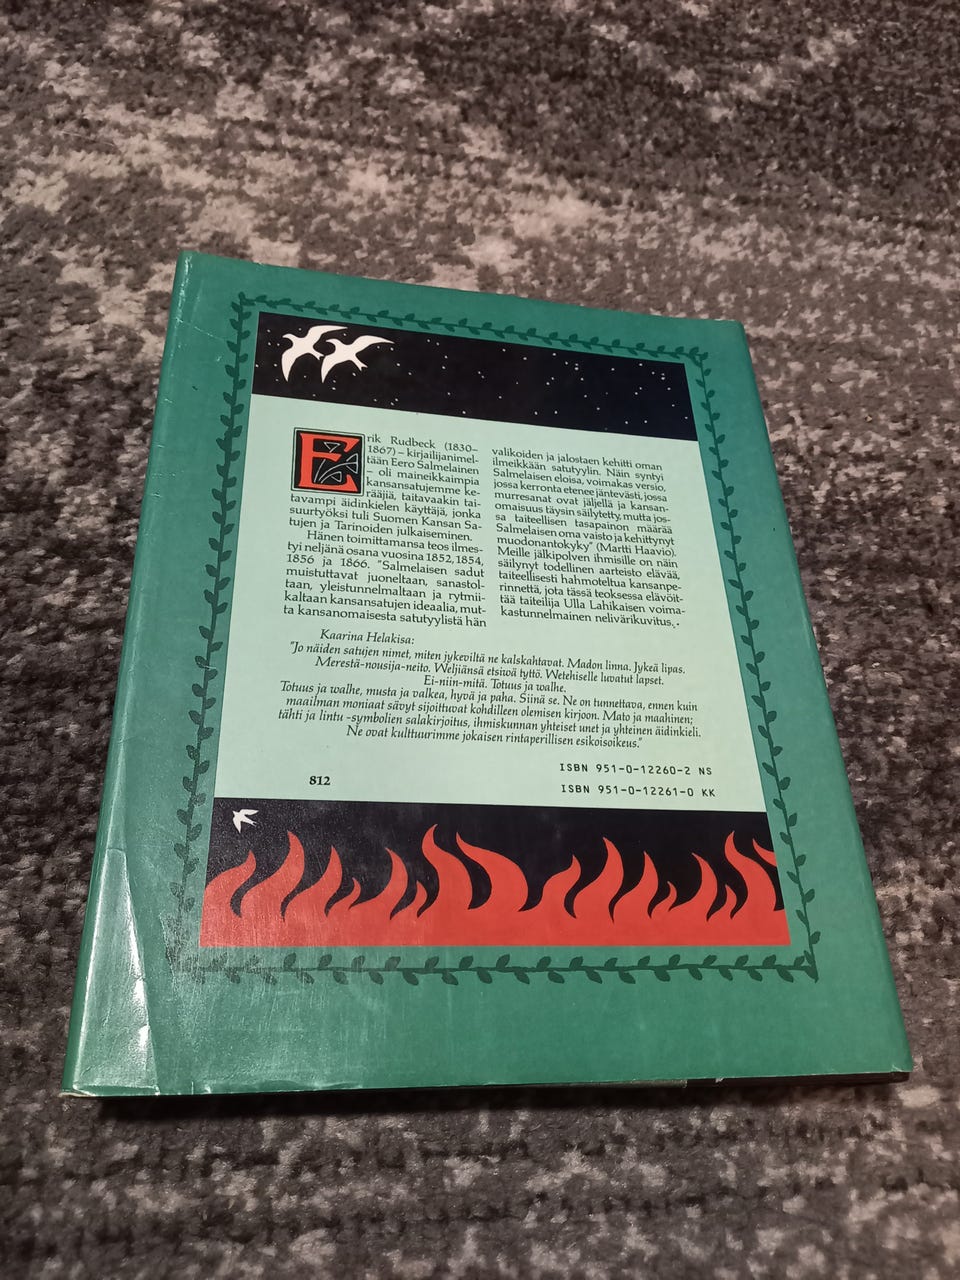 Erik Rudbeck (1830–
1867) – kirjailijanimel-
tään Eero Salmelainen
– oli maineikkaimpia
kansansatujemme ke-
rääjiä, taitavaakin tai-
tavampi äidinkielen käyttäjä, jonka
suurtyöksi tuli Suomen Kansan Sa-
tujen ja Tarinoiden julkaiseminen.
Hänen toimittamansa teos ilmes-
tyi neljänä osana vuosina 1852, 1854,
1856 ja 1866. "Salmelaisen sadut
muistuttavat juoneltaan, sanastol-
taan, yleistunnelmaltaan ja rytmii-
kaltaan kansansatujen ideaalia, mut-
ta kansanomaisesta satutyylistä hän
valikoiden ja jalostaen kehitti oman
ilmeikkään satutyylin. Näin syntyi
Salmelaisen eloisa, voimakas versio,
jossa kerronta etenee jäntevästi, jossa
murresanat ovat jäljellä ja kansan-
omaisuus täysin säilytetty, mutta jos-
sa taiteellisen tasapainon määrää
Salmelaisen oma vaisto ja kehittynyt
muodonantokyky" (Martti Haavio).
Meille jälkipolven ihmisille on näin
säilynyt todellinen aarteisto elävää,
taiteellisesti hahmoteltua kansanpe-
rinnettä, jota tässä teoksessa elävöit-
tää taiteilija Ulla Lahikaisen voima-
kastunnelmainen nelivärikuvitus.
Kaarina Helakisa:
"Jo näiden satujen nimet, miten jykeviltä ne kalskahtavat. Madon linna. Jykeä lipas.
Merestä-nousija-neito. Weljiänsä etsiwä tyttö. Wetehiselle luvatut lapset.
Ei-niin-mitä. Totuus ja walhe.
Totuus ja walhe, musta ja valkea, hyvä ja paha. Siinä se. Ne on tunnettava, ennen kuin
maailman moniaat sävyt sijoittuvat kohdilleen olemisen kirjoon. Mato ja maahinen;
tähti ja lintu -symbolien salakirjoitus, ihmiskunnan yhteiset unet ja yhteinen äidinkieli.
Ne ovat kulttuurimme jokaisen rintaperillisen esikoisoikeus."
ISBN 951-0-12260-2 NS
812
ISBN 951-0-12261-0 KK